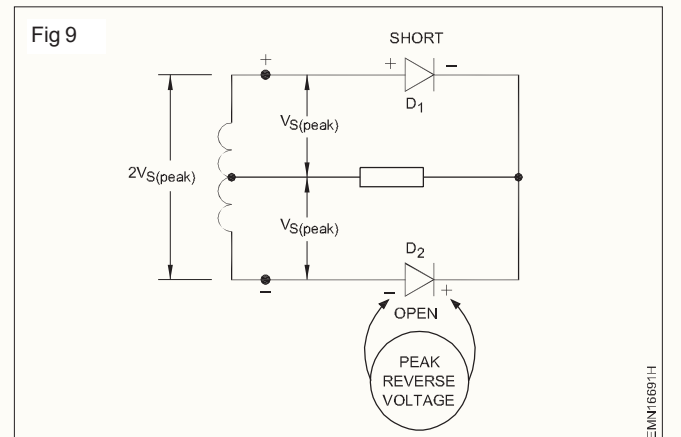 Fig 9
SHORT
+
+ −
D1
VS(peak)
2VS(peak)
VS(peak)
D2
− +
−
OPEN
PEAK
REVERSE
VOLTAGE
EMN16691H